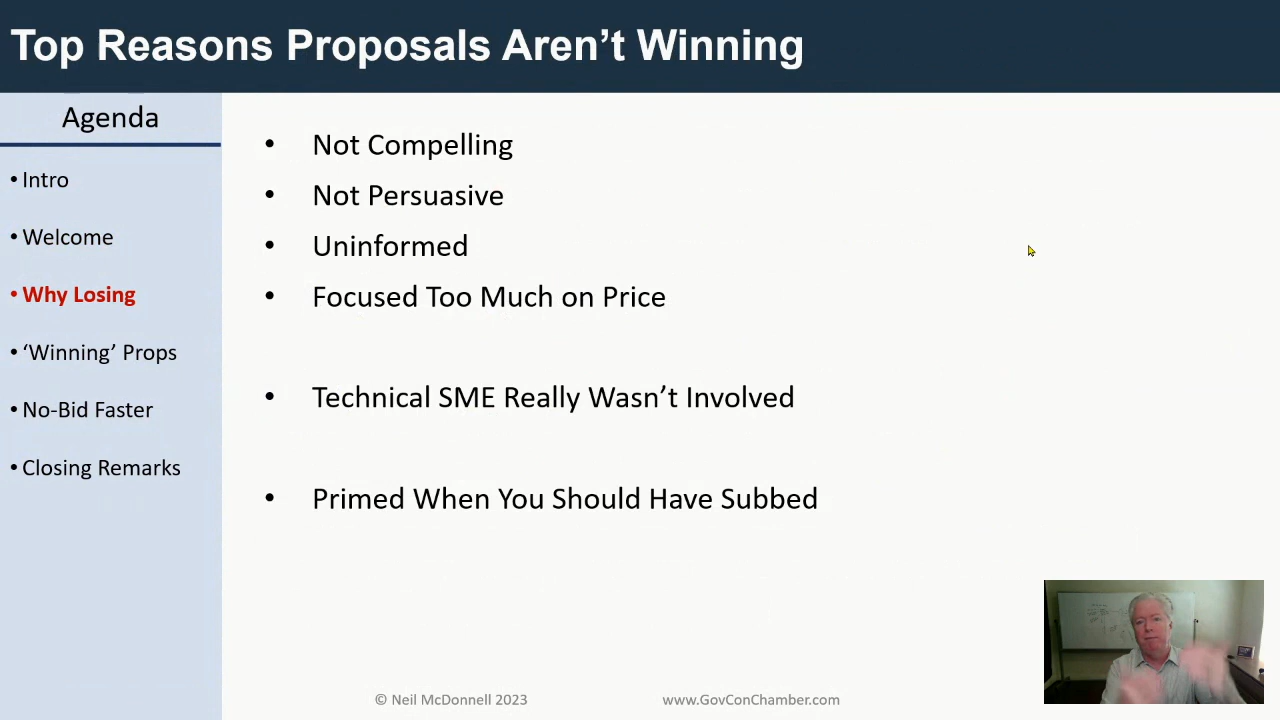 Top Reasons Proposals Aren’t Winning
Agenda
• Intro
• Welcome
• Why Losing
• ‘Winning’ Props
• No-Bid Faster
• Closing Remarks
• Not Compelling
• Not Persuasive
• Uninformed
• Focused Too Much on Price
• Technical SME Really Wasn’t Involved
• Primed When You Should Have Subbed
© Neil McDonnell 2023
www.GovConChamber.com